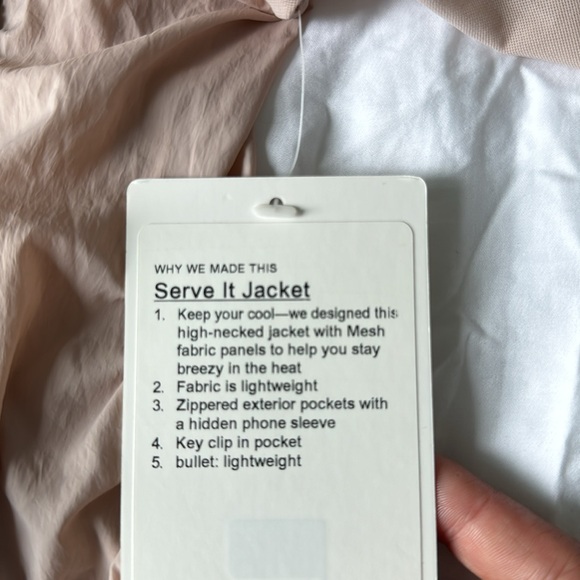 WHY WE MADE THIS
Serve It Jacket
1. Keep your cool—we designed this
high-necked jacket with Mesh
fabric panels to help you stay
breezy in the heat
2. Fabric is lightweight
3. Zippered exterior pockets with
a hidden phone sleeve
4. Key clip in pocket
5. bullet: lightweight